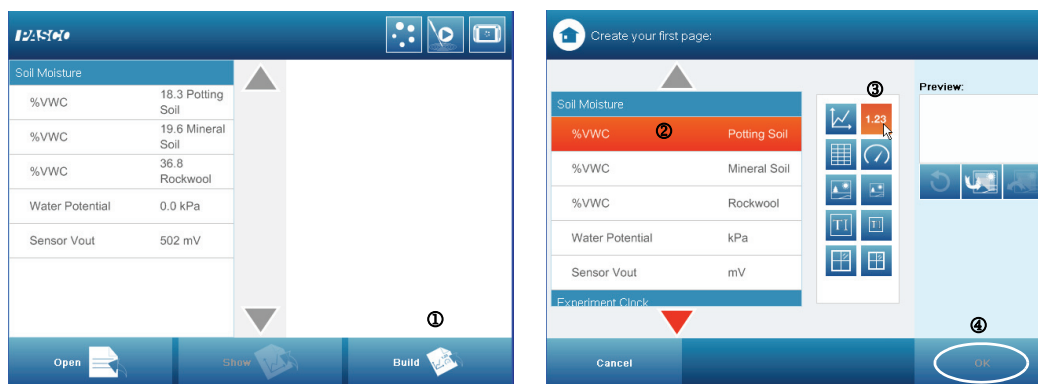 PASCO
Soil Moisture
%VWC 18.3 Potting
Soil
%VWC 19.6 Mineral
Soil
%VWC 36.8
Rockwool
Water Potential 0.0 kPa
Sensor Vout 502 mV
①
Open Show Build
Create your first page:
③
Preview:
Soil Moisture
%VWC ② Potting Soil
1.23
%VWC Mineral Soil
%VWC Rockwool
Water Potential kPa
Sensor Vout mV
Experiment Clock
TI TI
④
Cancel OK